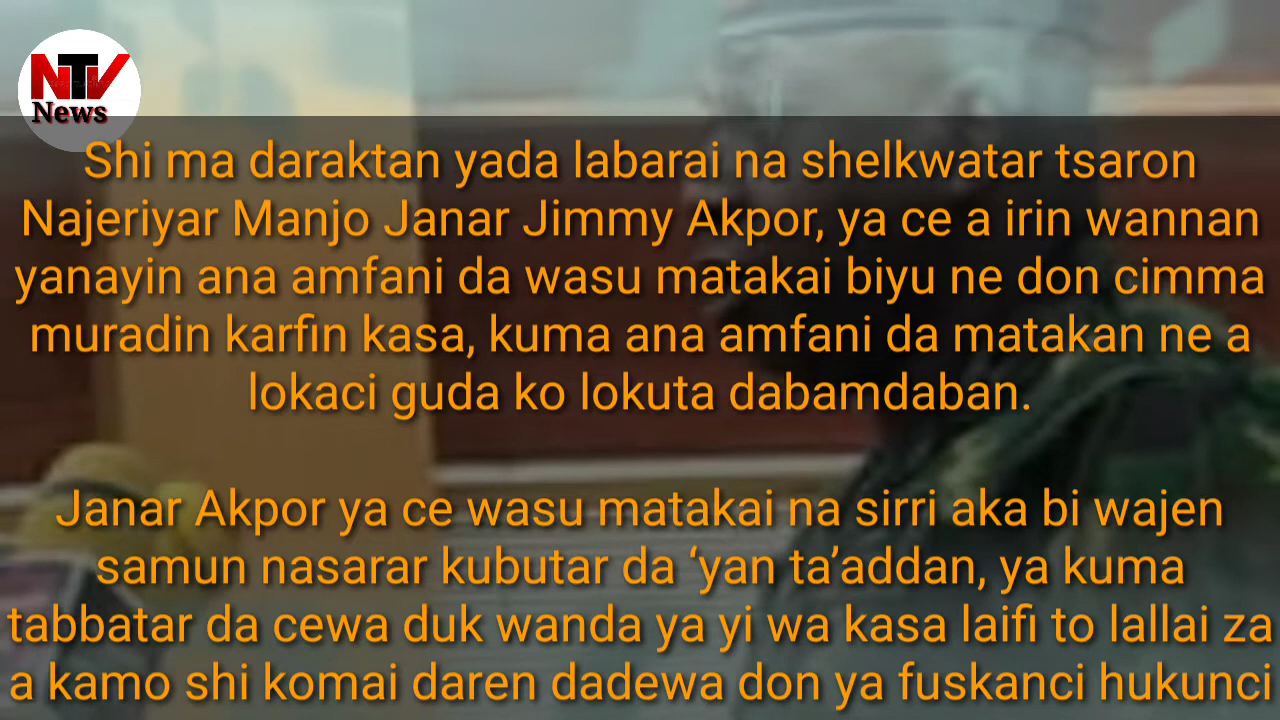 NTV
News
Shi ma daraktan yada labarai na shelkwatar tsaron
Najeriyar Manjo Janar Jimmy Akpor, ya ce a irin wannan
yanayin ana amfani da wasu matakai biyu ne don cimma
muradin karfin kasa, kuma ana amfani da matakan ne a
lokaci guda ko lokuta dabamdaban.
Janar Akpor ya ce wasu matakai na sirri aka bi wajen
samun nasarar kubutar da ‘yan ta’addan, ya kuma
tabbatar da cewa duk wanda ya yi wa kasa laifi to lallai za
a kamo shi komai daren dadewa don ya fuskanci hukunci